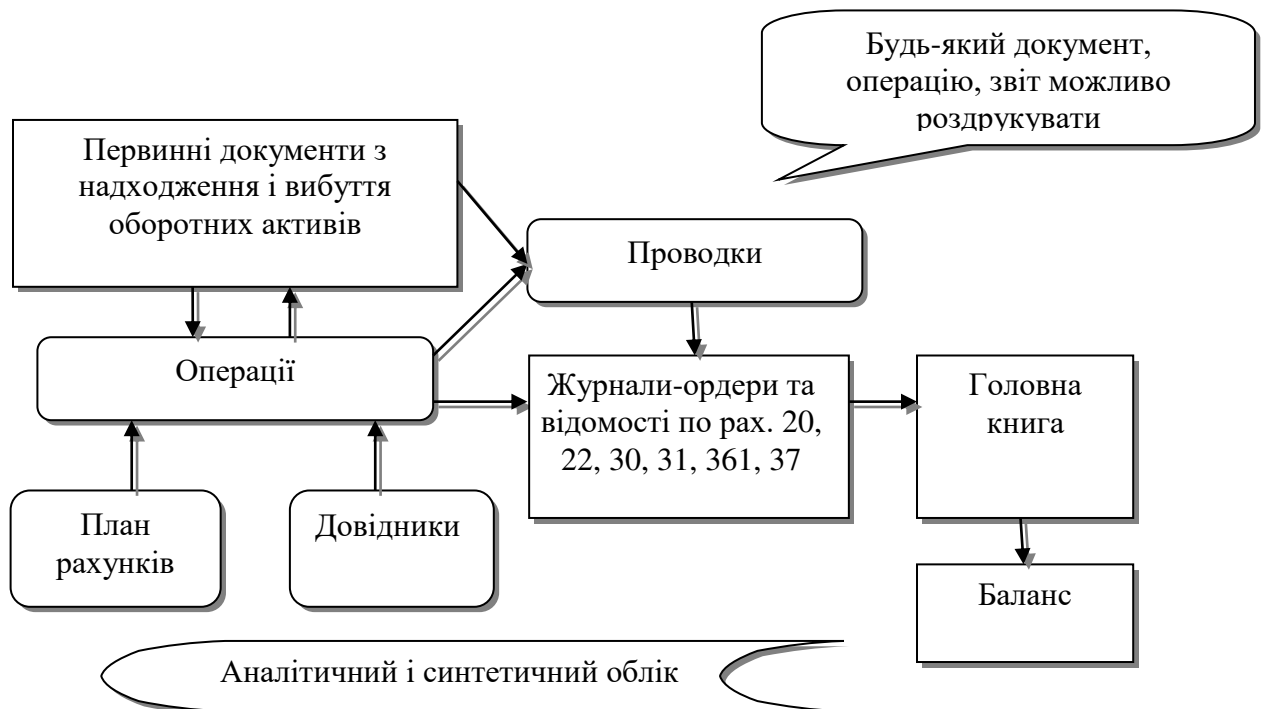 Будь-який документ,
операцію, звіт можливо
роздрукувати
Первинні документи з
надходження і вибуття
оборотних активів
Проводки
Операції
Журнали-ордери та
відомості по рах. 20,
22, 30, 31, 361, 37
Головна
книга
План
рахунків
Довідники
Баланс
Аналітичний і синтетичний облік